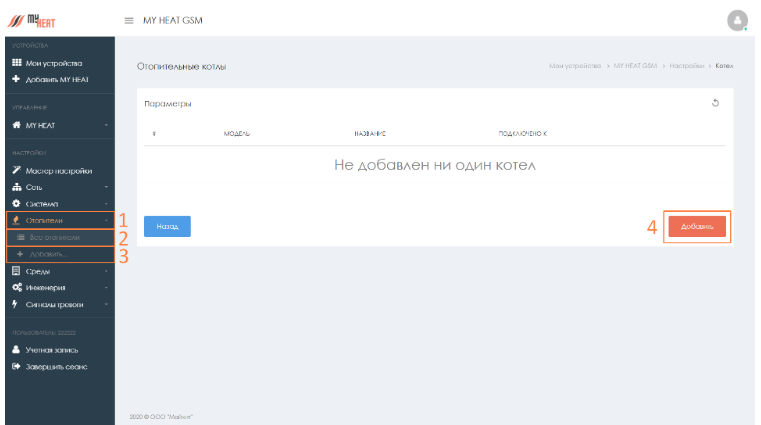 MY HEAT
MY HEAT GSM
УСТРОЙСТВА
Мои устройства
Добавить MY HEAT
УПРАВЛЕНИЕ
MY HEAT
НАСТРОЙКИ
Мастер настройки
Сеть
Система
Отопители
Все отопители
Добавить...
Среды
Инженерия
Сигналы тревоги
Учетная запись
Завершить сеанс
Отопительные котлы
Мои устройства > MY HEAT GSM > Настройки > Котел
Параметры
# МОДЕЛЬ НАЗВАНИЕ ПОДКЛЮЧЕНО К
Не добавлен ни один котел
Назад
Добавить
1
2
3
4
2020 © ООО "Майхит"